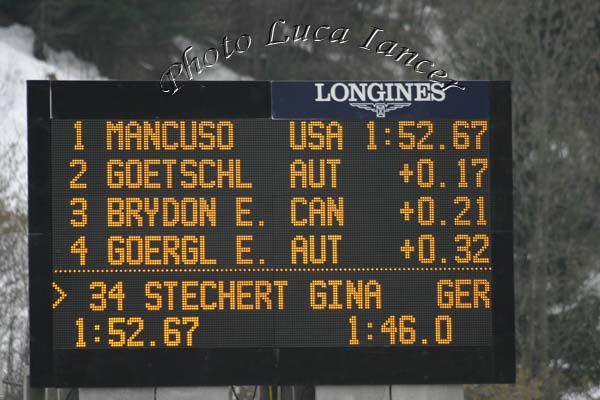 Photo Luca Iancer
LONGINES
1 MANCUSO USA 1:52.67
2 GOETSCHL AUT +0.17
3 BRYDON E. CAN +0.21
4 GOERGL E. AUT +0.32
> 34 STECHERT GINA GER
1:52.67 1:46.0